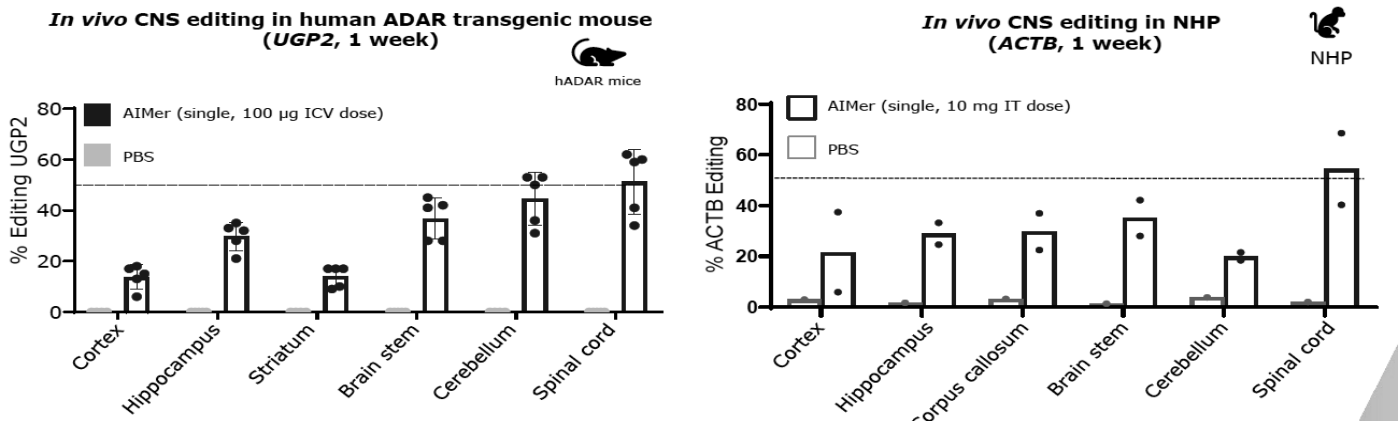 In vivo CNS editing in human ADAR transgenic mouse
(UGP2, 1 week)
hADAR mice
% Editing UGP2
80
60
40
20
0
AIMer (single, 100 µg ICV dose)
PBS
Cortex
Hippocampus
Striatum
Brain stem
Cerebellum
Spinal cord
In vivo CNS editing in NHP
(ACTB, 1 week)
NHP
% ACTB Editing
80
60
40
20
0
AIMer (single, 10 mg IT dose)
PBS
Cortex
Hippocampus
Corpus callosum
Brain stem
Cerebellum
Spinal cord